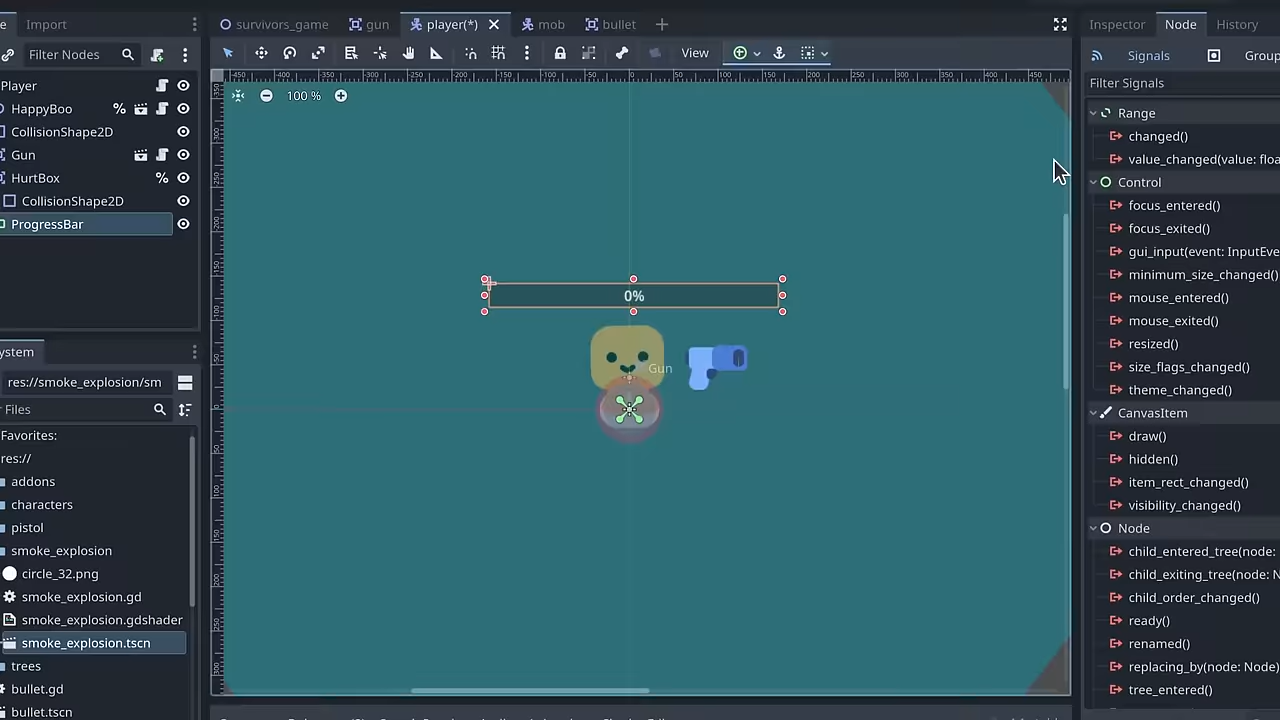 Import
survivors_game
gun
player(*)
mob
bullet
Inspector
Node
History
Filter Nodes
View
Signals
Group
Filter Signals
Player
HappyBoo
CollisionShape2D
Gun
HurtBox
CollisionShape2D
ProgressBar
100 %
0%
Gun
Range
changed()
value_changed(value: floa
Control
focus_entered()
focus_exited()
gui_input(event: InputEve
minimum_size_changed()
mouse_entered()
mouse_exited()
resized()
size_flags_changed()
theme_changed()
CanvasItem
draw()
hidden()
item_rect_changed()
visibility_changed()
Node
child_entered_tree(node:
child_exiting_tree(node: N
child_order_changed()
ready()
renamed()
replacing_by(node: Node)
tree_entered()
ystem
res://smoke_explosion/sm
Files
Favorites:
res://
addons
characters
pistol
smoke_explosion
circle_32.png
smoke_explosion.gd
smoke_explosion.gdshader
smoke_explosion.tscn
trees
bullet.gd
bullet.tscn